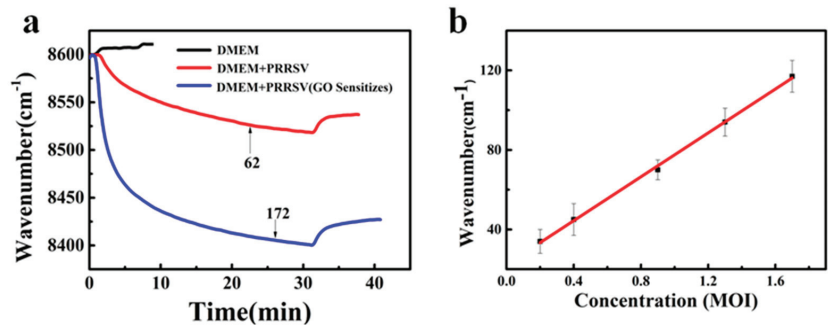 a
DMEM
DMEM+PRRSV
DMEM+PRRSV(GO Sensitizes)
8600
8550
8500
8450
8400
62
172
0 10 20 30 40
Wavenumber(cm-1)
Time(min)
b
120
80
40
0.0 0.4 0.8 1.2 1.6
Wavenumber(cm-1)
Concentration (MOI)